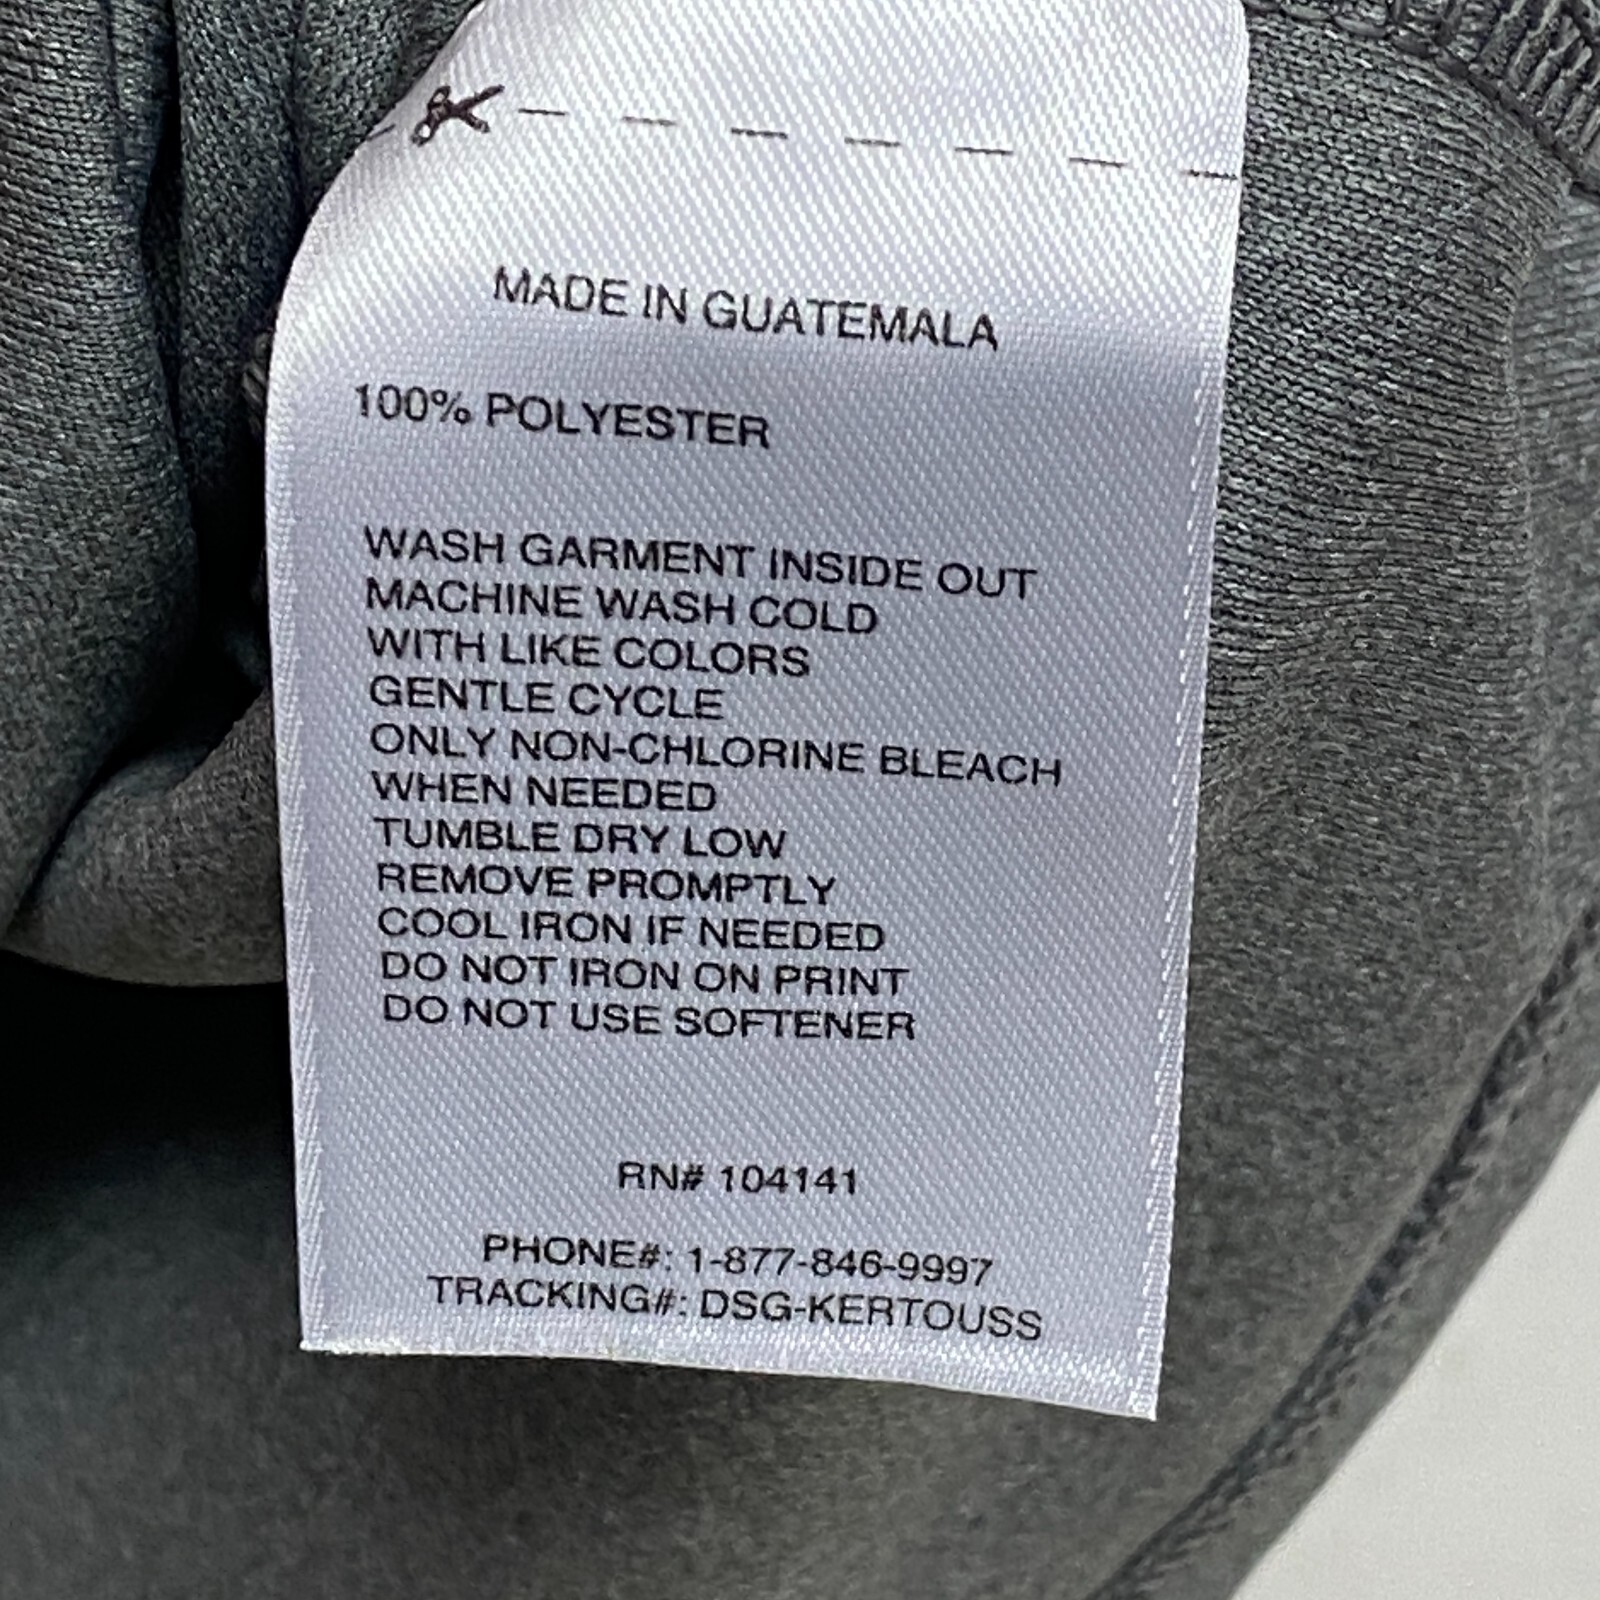 MADE IN GUATEMALA
100% POLYESTER
WASH GARMENT INSIDE OUT
MACHINE WASH COLD
WITH LIKE COLORS
GENTLE CYCLE
ONLY NON-CHLORINE BLEACH
WHEN NEEDED
TUMBLE DRY LOW
REMOVE PROMPTLY
COOL IRON IF NEEDED
DO NOT IRON ON PRINT
DO NOT USE SOFTENER
RN# 104141
PHONE#: 1-877-846-9997
TRACKING#: DSG-KERTOUSS